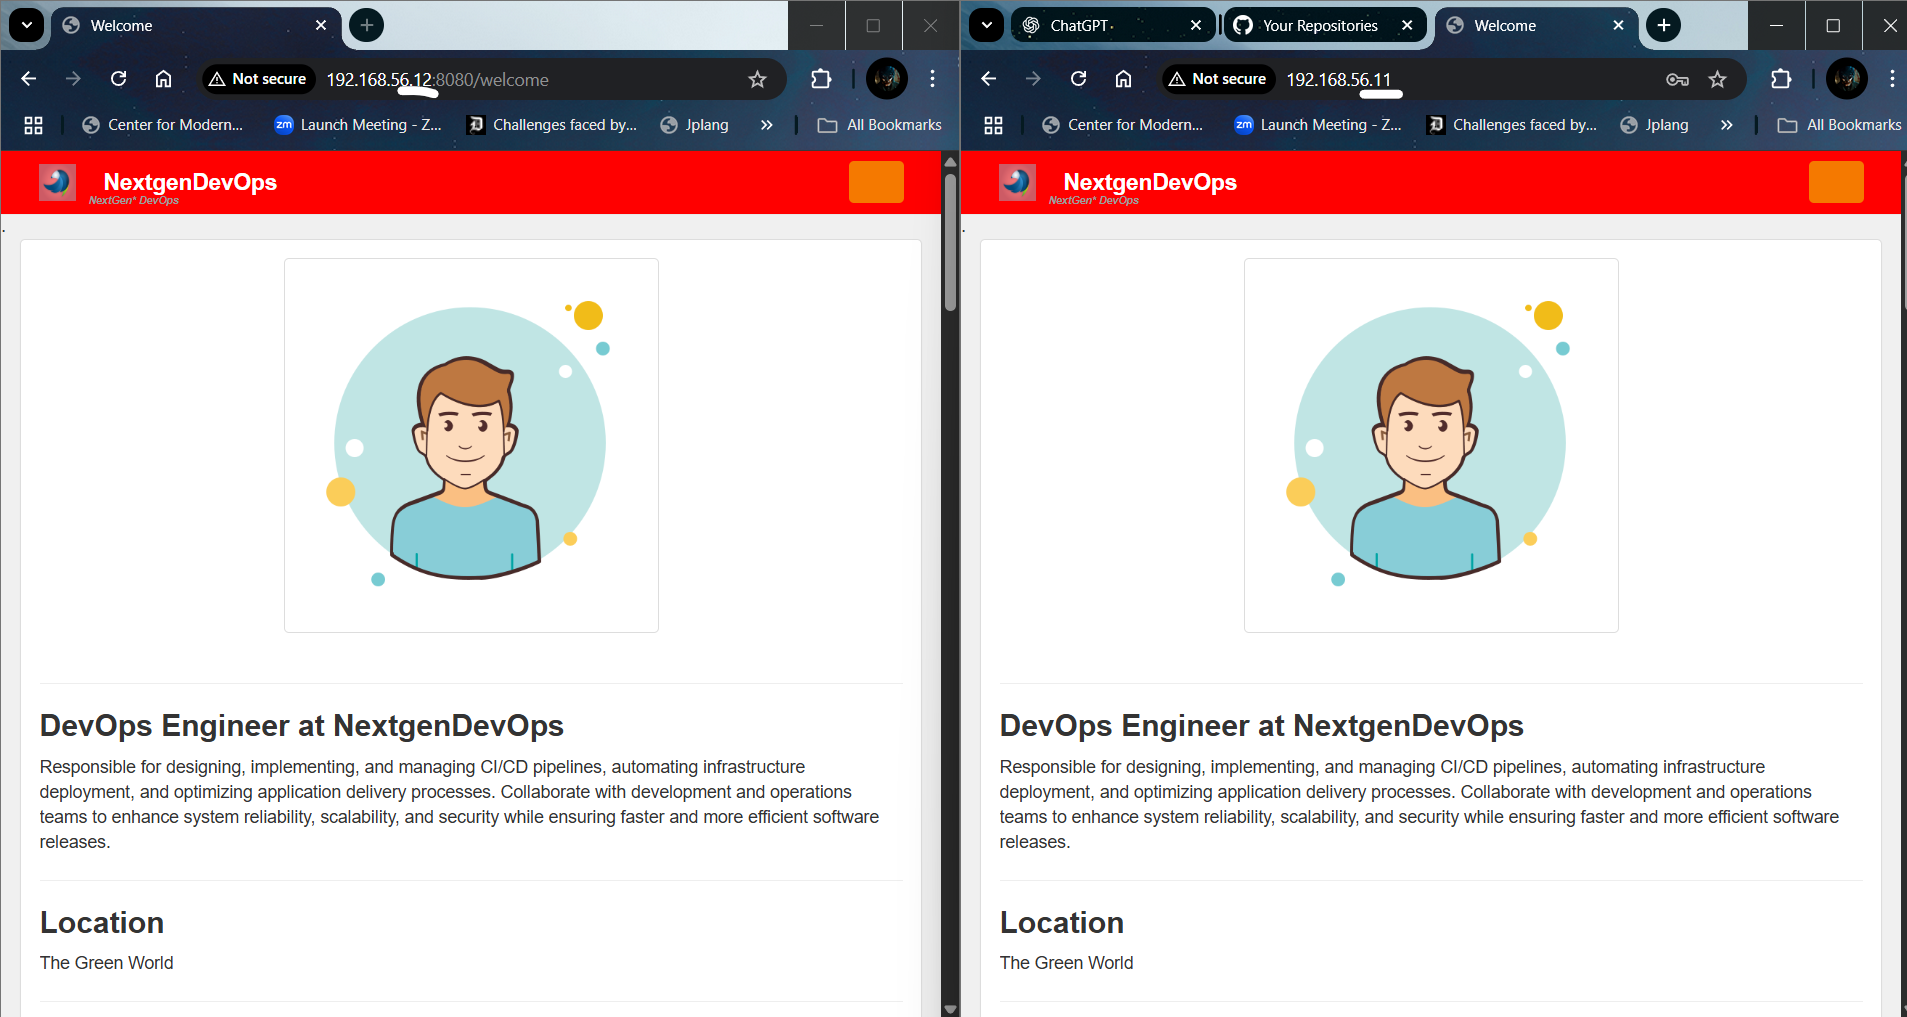 Welcome
Not secure
192.168.56.12:8080/welcome
Center for Modern...
zm
Launch Meeting - Z...
Challenges faced by...
Jplang
»
All Bookmarks
NextgenDevOps
NextGen* DevOps
.
DevOps Engineer at NextgenDevOps
Responsible for designing, implementing, and managing CI/CD pipelines, automating infrastructure
deployment, and optimizing application delivery processes. Collaborate with development and operations
teams to enhance system reliability, scalability, and security while ensuring faster and more efficient software
releases.
Location
The Green World
ChatGPT
Your Repositories
Welcome
Not secure
192.168.56.11
Center for Modern...
zm
Launch Meeting - Z...
Challenges faced by...
Jplang
»
All Bookmarks
NextgenDevOps
NextGen* DevOps
.
DevOps Engineer at NextgenDevOps
Responsible for designing, implementing, and managing CI/CD pipelines, automating infrastructure
deployment, and optimizing application delivery processes. Collaborate with development and operations
teams to enhance system reliability, scalability, and security while ensuring faster and more efficient software
releases.
Location
The Green World